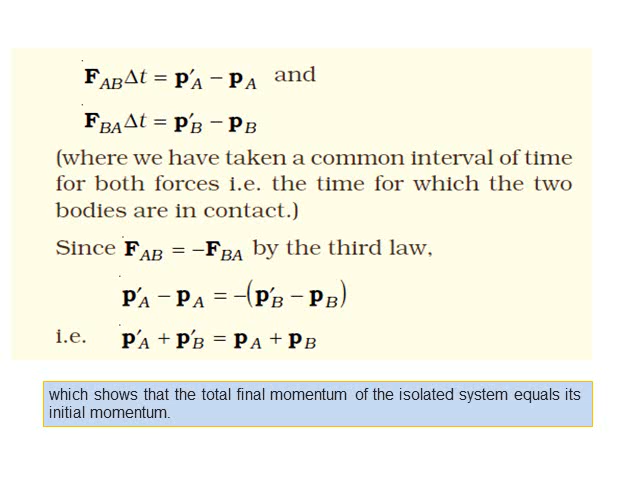 F_AB Δt = p′_A − p_A and
F_BA Δt = p′_B − p_B
(where we have taken a common interval of time
for both forces i.e. the time for which the two
bodies are in contact.)
Since F_AB = −F_BA by the third law,
p′_A − p_A = −(p′_B − p_B)
i.e. p′_A + p′_B = p_A + p_B
which shows that the total final momentum of the isolated system equals its
initial momentum.